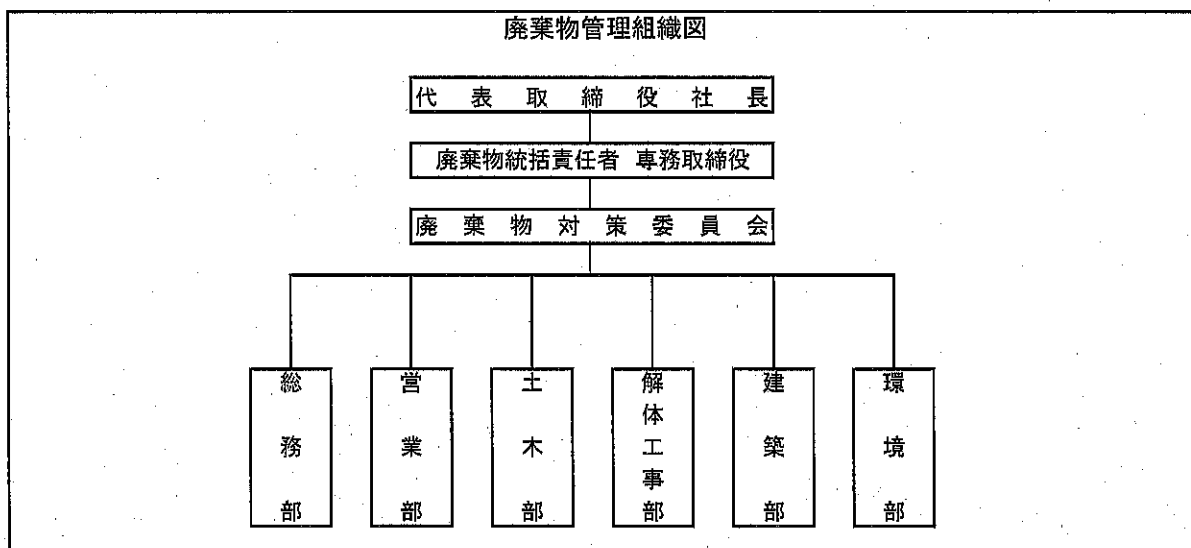 廃棄物管理組織図
代表取締役社長
廃棄物統括責任者 専務取締役
廃棄物対策委員会
総務部
営業部
土木部
解体工事部
建築部
環境部